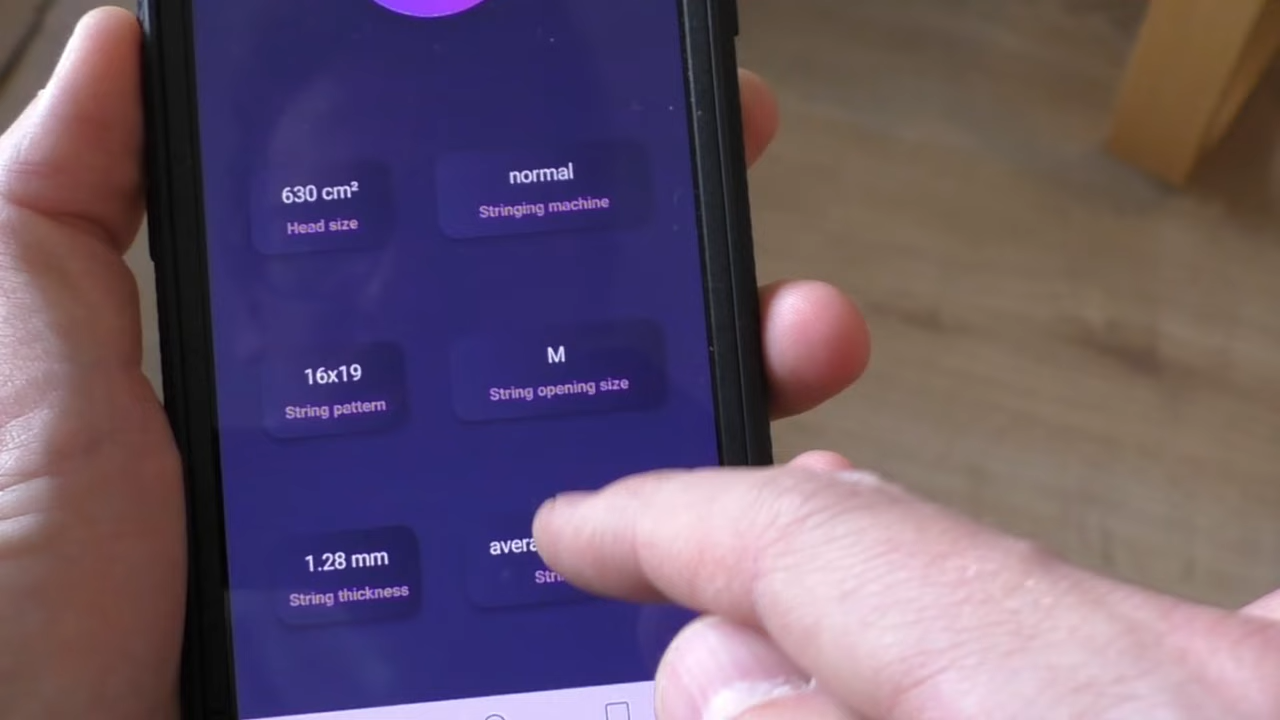 630 cm²
Head size
normal
Stringing machine
16x19
String pattern
M
String opening size
1.28 mm
String thickness